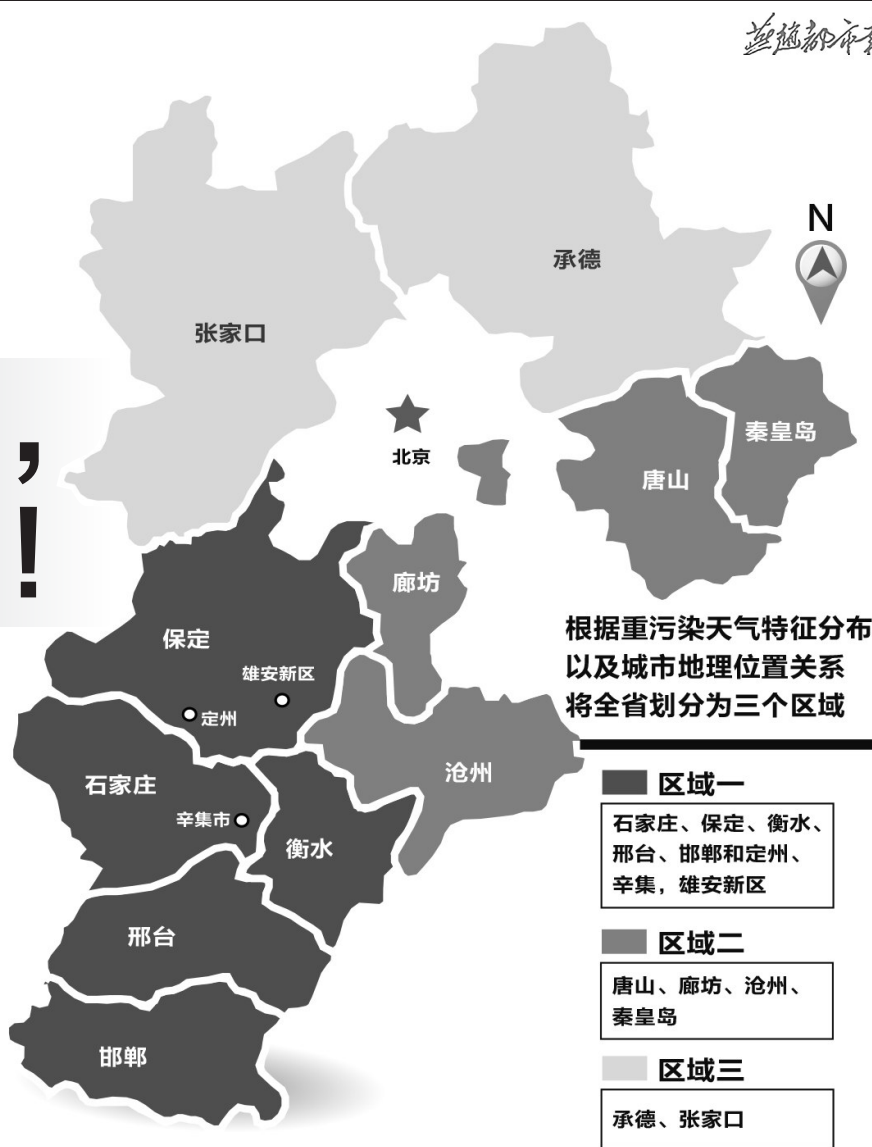 燕赵都市报
N
承德
张家口
秦皇岛
北京
唐山
，
！
廊坊
根据重污染天气特征分布
以及城市地理位置关系
将全省划分为三个区域
保定
雄安新区
定州
沧州
石家庄
辛集市
衡水
邢台
邯郸
区域一
石家庄、保定、衡水、
邢台、邯郸和定州、
辛集，雄安新区
区域二
唐山、廊坊、沧州、
秦皇岛
区域三
承德、张家口